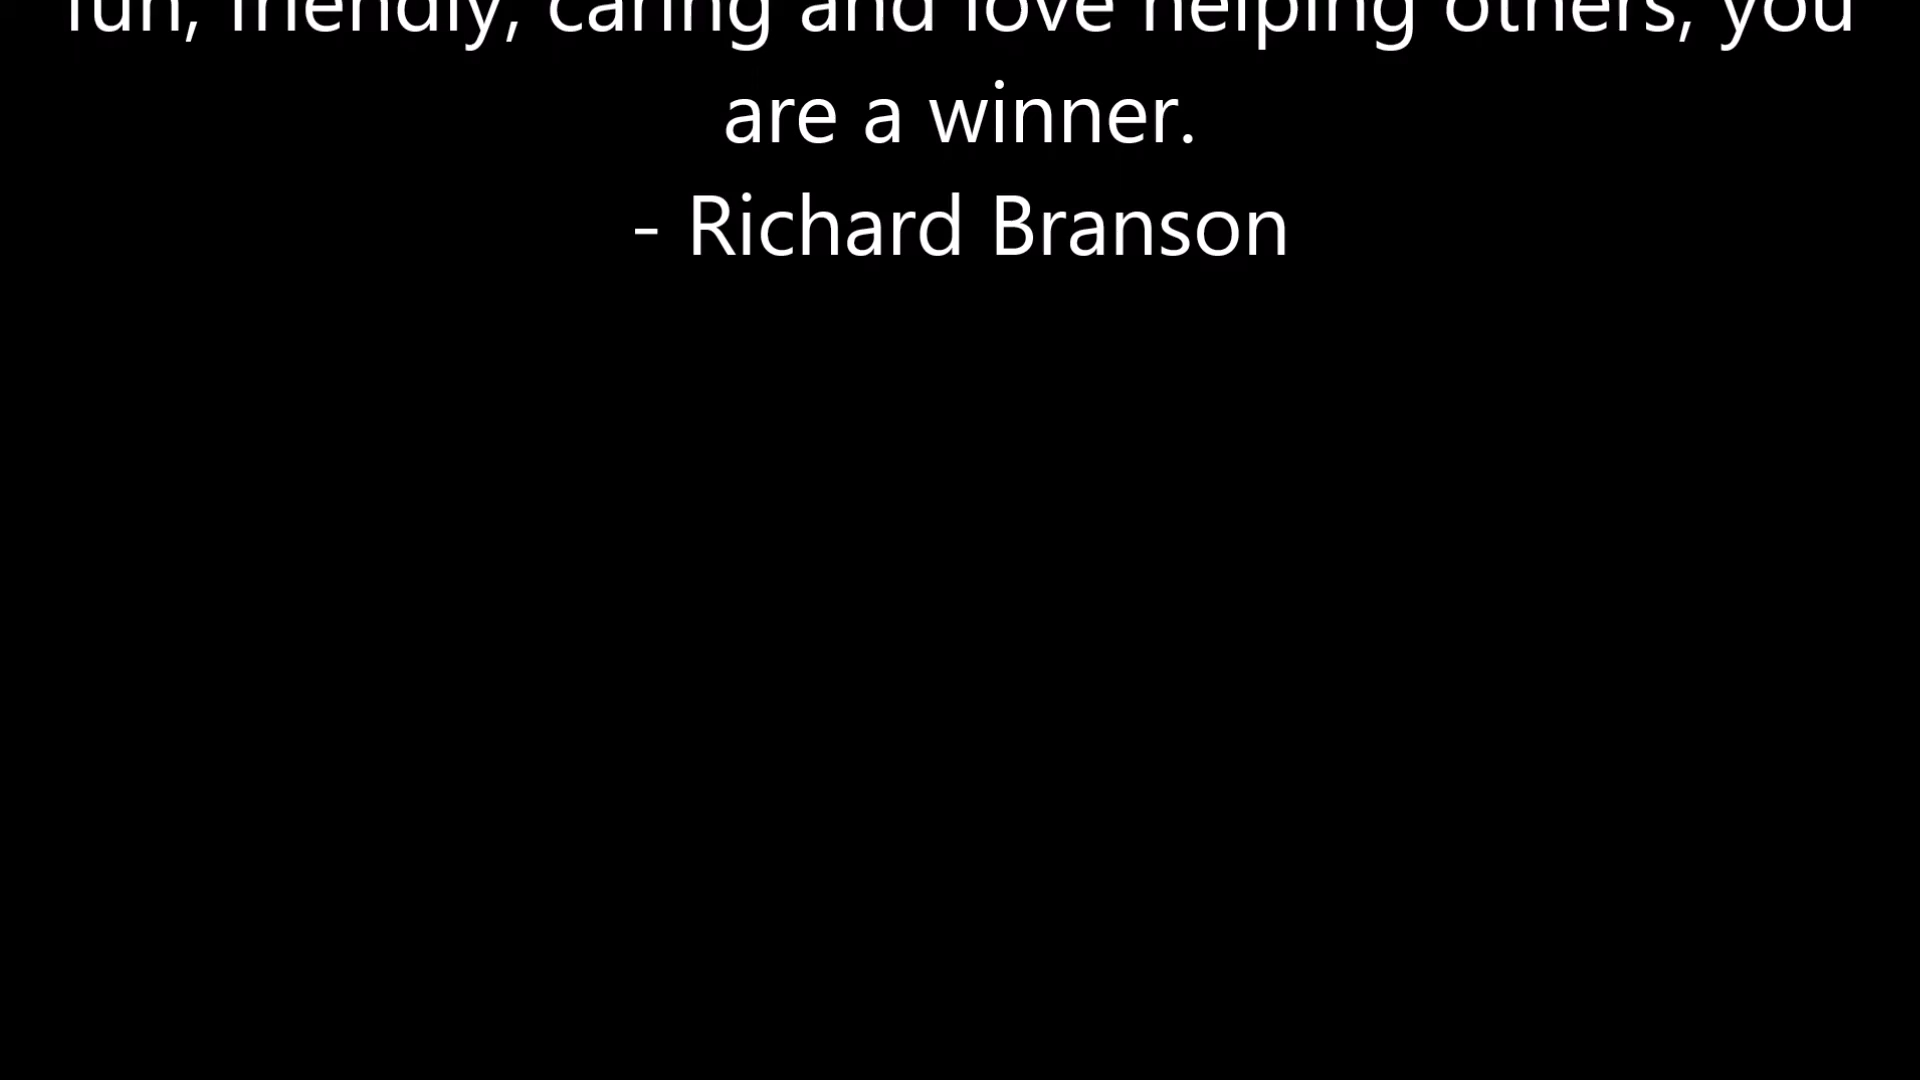 fun, friendly, caring and love helping others, you
are a winner.
- Richard Branson